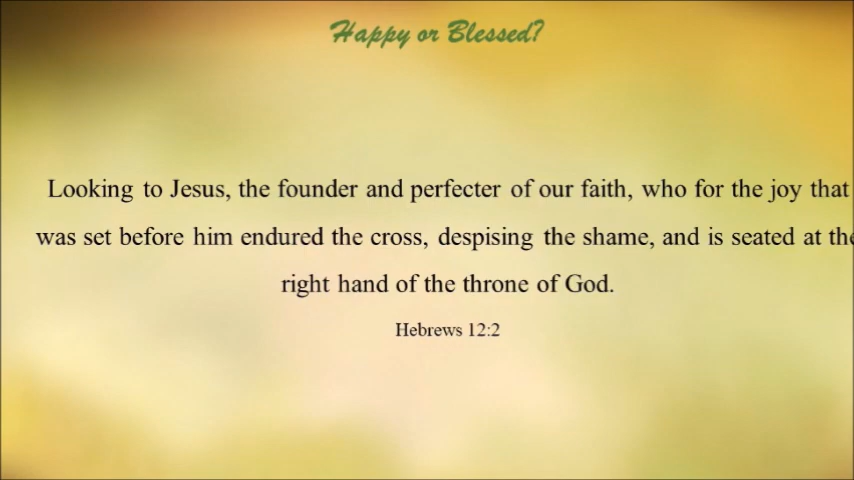 Happy or Blessed?
Looking to Jesus, the founder and perfecter of our faith, who for the joy that
was set before him endured the cross, despising the shame, and is seated at the
right hand of the throne of God.
Hebrews 12:2